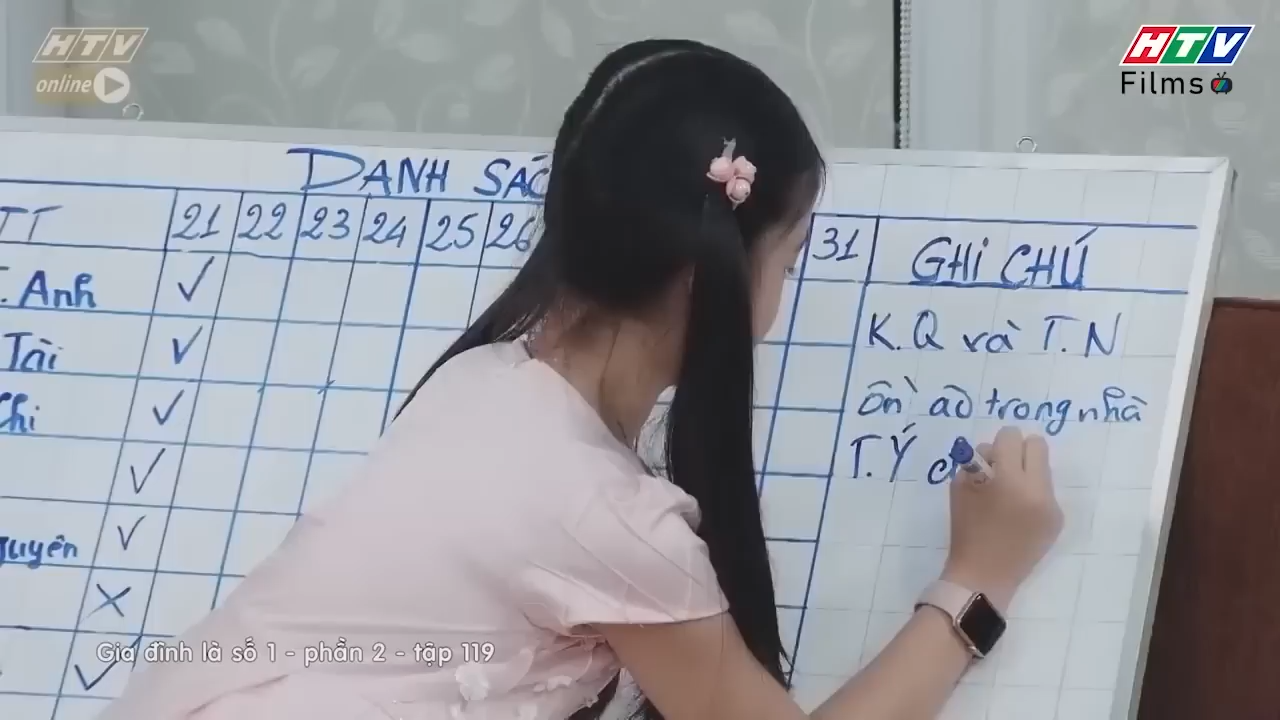 HTV
online
HTV
Films
DANH SÁC
TT 21 22 23 24 25 26 31 GHI CHÚ
T. Anh
Tài
Chi
guyên
K.Q và T.N
ồn ào trong nhà
T.Ý
Gia đình là số 1 - phần 2 - tập 119